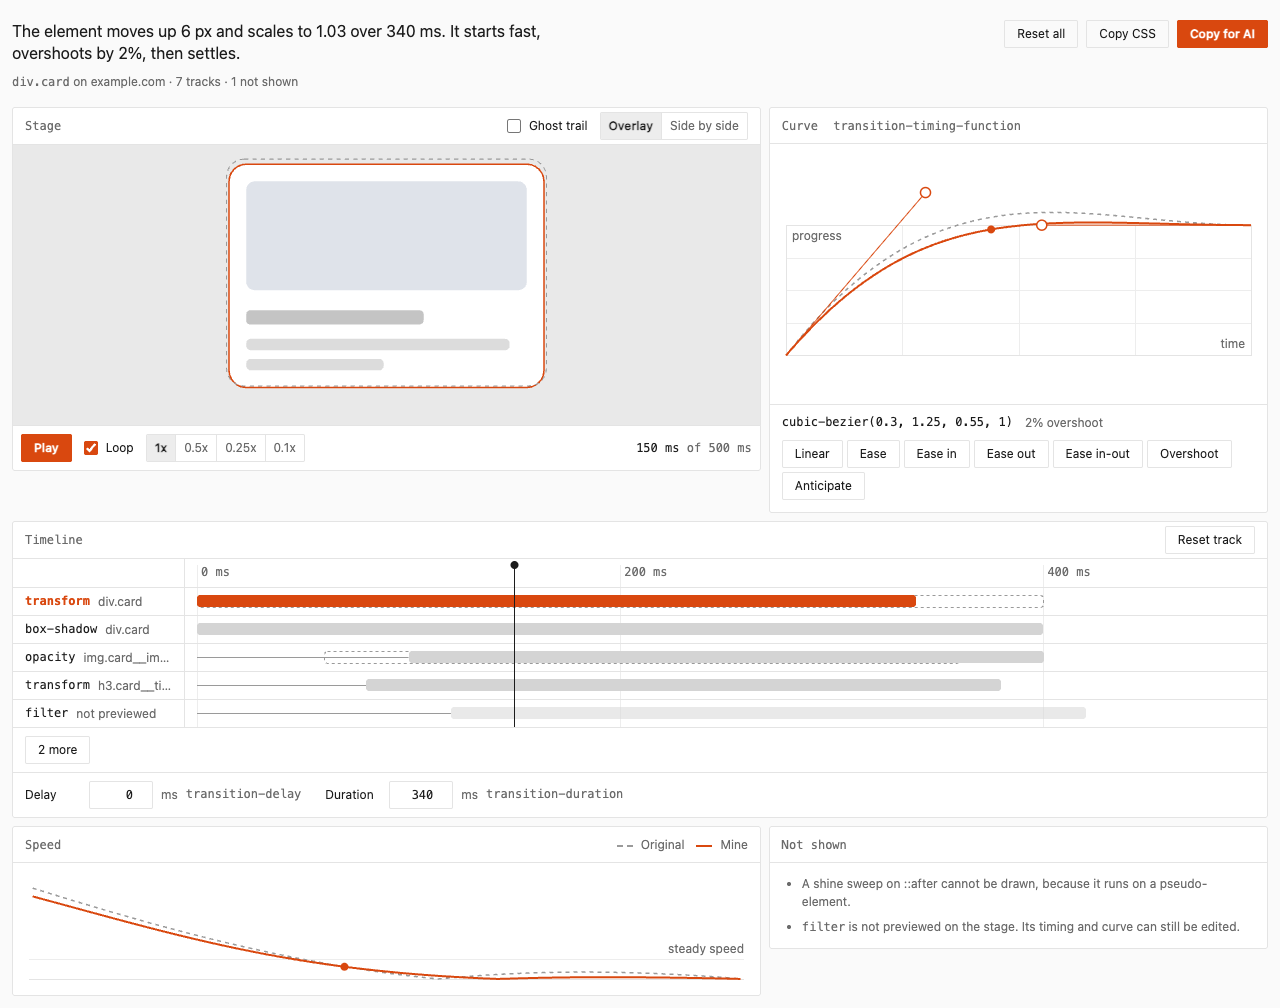 The element moves up 6 px and scales to 1.03 over 340 ms. It starts fast,
overshoots by 2%, then settles.
div.card on example.com · 7 tracks · 1 not shown
Reset all
Copy CSS
Copy for AI
Stage
Ghost trail
Overlay
Side by side
Play
Loop
1x
0.5x
0.25x
0.1x
150 ms of 500 ms
Curve transition-timing-function
progress
time
cubic-bezier(0.3, 1.25, 0.55, 1) 2% overshoot
Linear
Ease
Ease in
Ease out
Ease in-out
Overshoot
Anticipate
Timeline
Reset track
0 ms
200 ms
400 ms
transform div.card
box-shadow div.card
opacity img.card__im…
transform h3.card__ti…
filter not previewed
2 more
Delay 0 ms transition-delay Duration 340 ms transition-duration
Speed
Original
Mine
steady speed
Not shown
• A shine sweep on ::after cannot be drawn, because it runs on a pseudo-
element.
• filter is not previewed on the stage. Its timing and curve can still be edited.